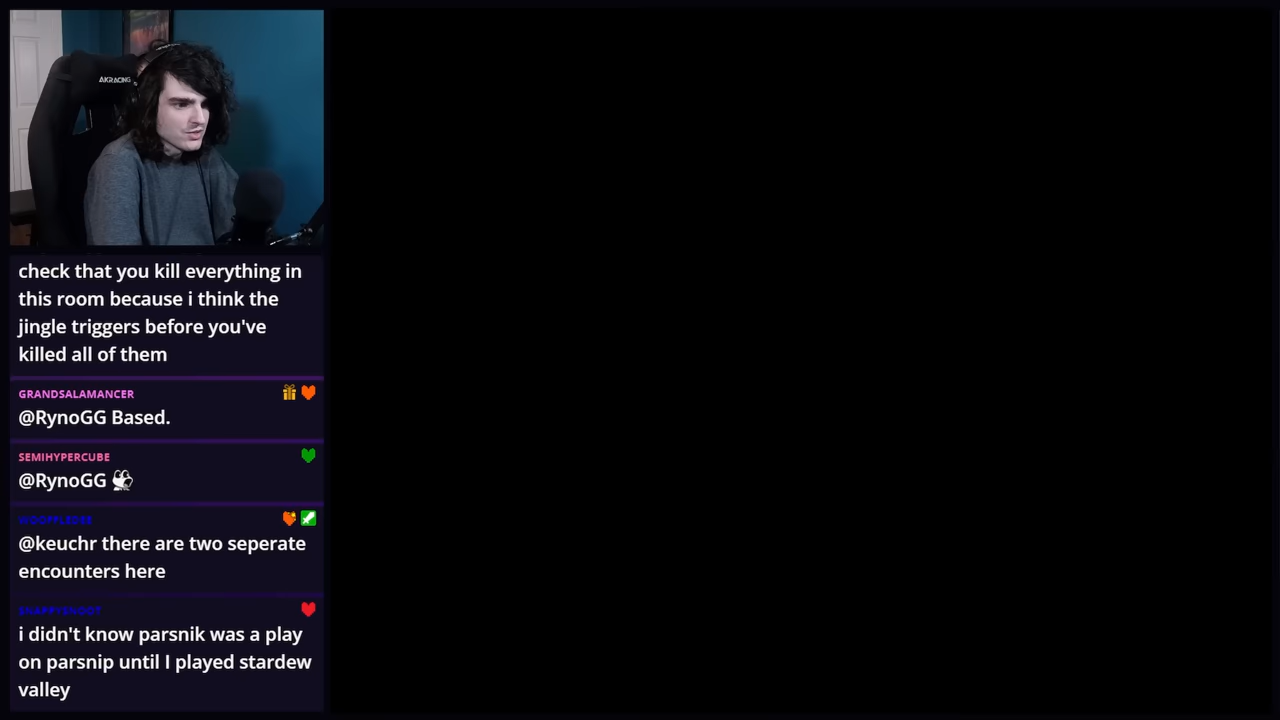 AKRACING
check that you kill everything in
this room because i think the
jingle triggers before you've
killed all of them
GRANDSALAMANCER
@RynoGG Based.
SEMIHYPERCUBE
@RynoGG
@keuchr there are two seperate
encounters here
i didn't know parsnik was a play
on parsnip until I played stardew
valley